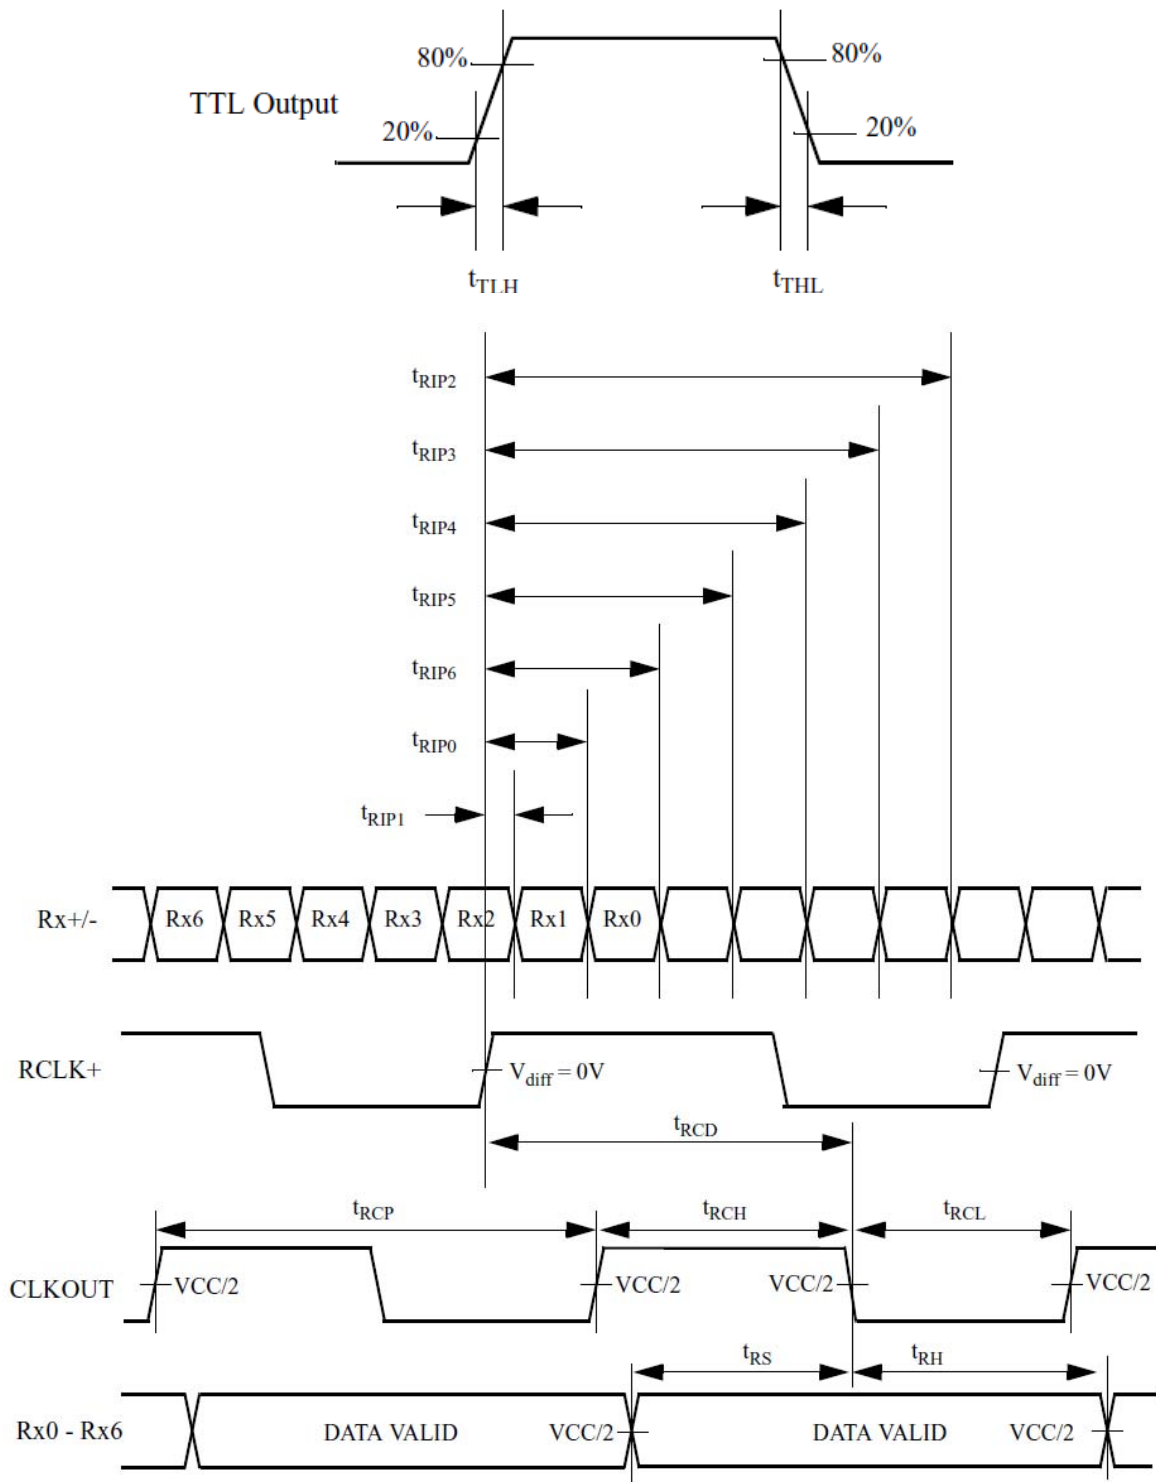 80%
80%
TTL Output
20%
20%
tTLH
tTHL
tRIP2
tRIP3
tRIP4
tRIP5
tRIP6
tRIP0
tRIP1
Rx+/-
Rx6
Rx5
Rx4
Rx3
Rx2
Rx1
Rx0
RCLK+
Vdiff = 0V
Vdiff = 0V
tRCD
tRCP
tRCH
tRCL
CLKOUT
VCC/2
VCC/2
VCC/2
VCC/2
tRS
tRH
Rx0 - Rx6
DATA VALID
VCC/2
DATA VALID
VCC/2